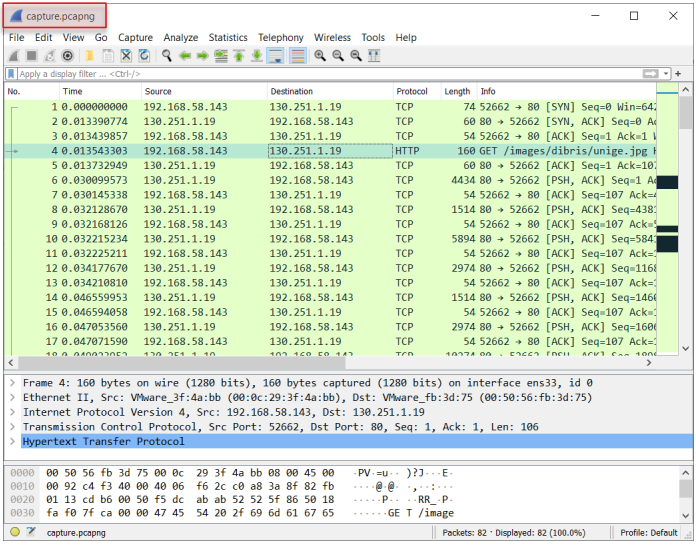 capture.pcapng
File Edit View Go Capture Analyze Statistics Telephony Wireless Tools Help
Apply a display filter ... <Ctrl-/>
No. Time Source Destination Protocol Length Info
1 0.000000000 192.168.58.143 130.251.1.19 TCP 74 52662 → 80 [SYN] Seq=0 Win=642
2 0.013390774 130.251.1.19 192.168.58.143 TCP 60 80 → 52662 [SYN, ACK] Seq=0 A
3 0.013439857 192.168.58.143 130.251.1.19 TCP 54 52662 → 80 [ACK] Seq=1 Ack=1 W
4 0.013543303 192.168.58.143 130.251.1.19 HTTP 160 GET /images/dibris/unige.jpg H
5 0.013732949 130.251.1.19 192.168.58.143 TCP 60 80 → 52662 [ACK] Seq=1 Ack=107
6 0.030099573 130.251.1.19 192.168.58.143 TCP 4434 80 → 52662 [PSH, ACK] Seq=1 A
7 0.030145338 192.168.58.143 130.251.1.19 TCP 54 52662 → 80 [ACK] Seq=107 Ack=4
8 0.032128670 130.251.1.19 192.168.58.143 TCP 1514 80 → 52662 [PSH, ACK] Seq=4381
9 0.032168126 192.168.58.143 130.251.1.19 TCP 54 52662 → 80 [ACK] Seq=107 Ack=5
10 0.032215234 130.251.1.19 192.168.58.143 TCP 5894 80 → 52662 [PSH, ACK] Seq=5841
11 0.032225211 192.168.58.143 130.251.1.19 TCP 54 52662 → 80 [ACK] Seq=107 Ack=1
12 0.034177670 130.251.1.19 192.168.58.143 TCP 2974 80 → 52662 [PSH, ACK] Seq=1168
13 0.034210810 192.168.58.143 130.251.1.19 TCP 54 52662 → 80 [ACK] Seq=107 Ack=1
14 0.046559953 130.251.1.19 192.168.58.143 TCP 1514 80 → 52662 [PSH, ACK] Seq=1460
15 0.046594058 192.168.58.143 130.251.1.19 TCP 54 52662 → 80 [ACK] Seq=107 Ack=1
16 0.047053560 130.251.1.19 192.168.58.143 TCP 2974 80 → 52662 [PSH, ACK] Seq=1606
17 0.047071590 192.168.58.143 130.251.1.19 TCP 54 52662 → 80 [ACK] Seq=107 Ack=1
Frame 4: 160 bytes on wire (1280 bits), 160 bytes captured (1280 bits) on interface ens33, id 0
Ethernet II, Src: VMware_3f:4a:bb (00:0c:29:3f:4a:bb), Dst: VMware_fb:3d:75 (00:50:56:fb:3d:75)
Internet Protocol Version 4, Src: 192.168.58.143, Dst: 130.251.1.19
Transmission Control Protocol, Src Port: 52662, Dst Port: 80, Seq: 1, Ack: 1, Len: 106
Hypertext Transfer Protocol
0000 00 50 56 fb 3d 75 00 0c 29 3f 4a bb 08 00 45 00 ·PV·=u·· )?J···E·
0010 00 92 c4 f3 40 00 40 06 f6 2c c0 a8 3a 8f 82 fb ····@·@· ·,··:···
0020 01 13 cd b6 00 50 f5 dc ab ab 52 52 5f 86 50 18 ·····P·· ··RR_·P·
0030 fa f0 7f ca 00 00 47 45 54 20 2f 69 6d 61 67 65 ······GE T /image
capture.pcapng Packets: 82 · Displayed: 82 (100.0%) Profile: Default